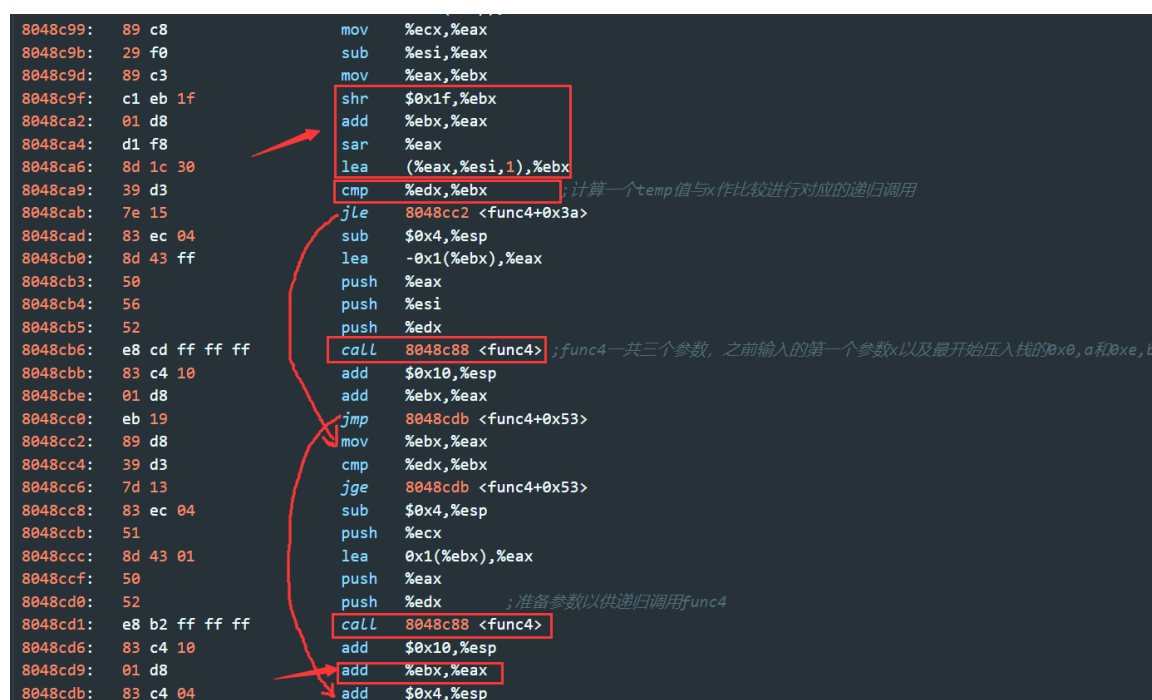 8048c99: 89 c8 mov %ecx,%eax
8048c9b: 29 f0 sub %esi,%eax
8048c9d: 89 c3 mov %eax,%ebx
8048c9f: c1 eb 1f shr $0x1f,%ebx
8048ca2: 01 d8 add %ebx,%eax
8048ca4: d1 f8 sar %eax
8048ca6: 8d 1c 30 lea (%eax,%esi,1),%ebx
8048ca9: 39 d3 cmp %edx,%ebx ;计算一个temp值与x作比较进行对应的递归调用
8048cab: 7e 15 jle 8048cc2 <func4+0x3a>
8048cad: 83 ec 04 sub $0x4,%esp
8048cb0: 8d 43 ff lea -0x1(%ebx),%eax
8048cb3: 50 push %eax
8048cb4: 56 push %esi
8048cb5: 52 push %edx
8048cb6: e8 cd ff ff ff call 8048c88 <func4> ;func4一共三个参数，之前输入的第一个参数x以及最开始压入栈的0x0,a和0xe,b
8048cbb: 83 c4 10 add $0x10,%esp
8048cbe: 01 d8 add %ebx,%eax
8048cc0: eb 19 jmp 8048cdb <func4+0x53>
8048cc2: 89 d8 mov %ebx,%eax
8048cc4: 39 d3 cmp %edx,%ebx
8048cc6: 7d 13 jge 8048cdb <func4+0x53>
8048cc8: 83 ec 04 sub $0x4,%esp
8048ccb: 51 push %ecx
8048ccc: 8d 43 01 lea 0x1(%ebx),%eax
8048ccf: 50 push %eax
8048cd0: 52 push %edx ;准备参数以供递归调用func4
8048cd1: e8 b2 ff ff ff call 8048c88 <func4>
8048cd6: 83 c4 10 add $0x10,%esp
8048cd9: 01 d8 add %ebx,%eax
8048cdb: 83 c4 04 add $0x4,%esp